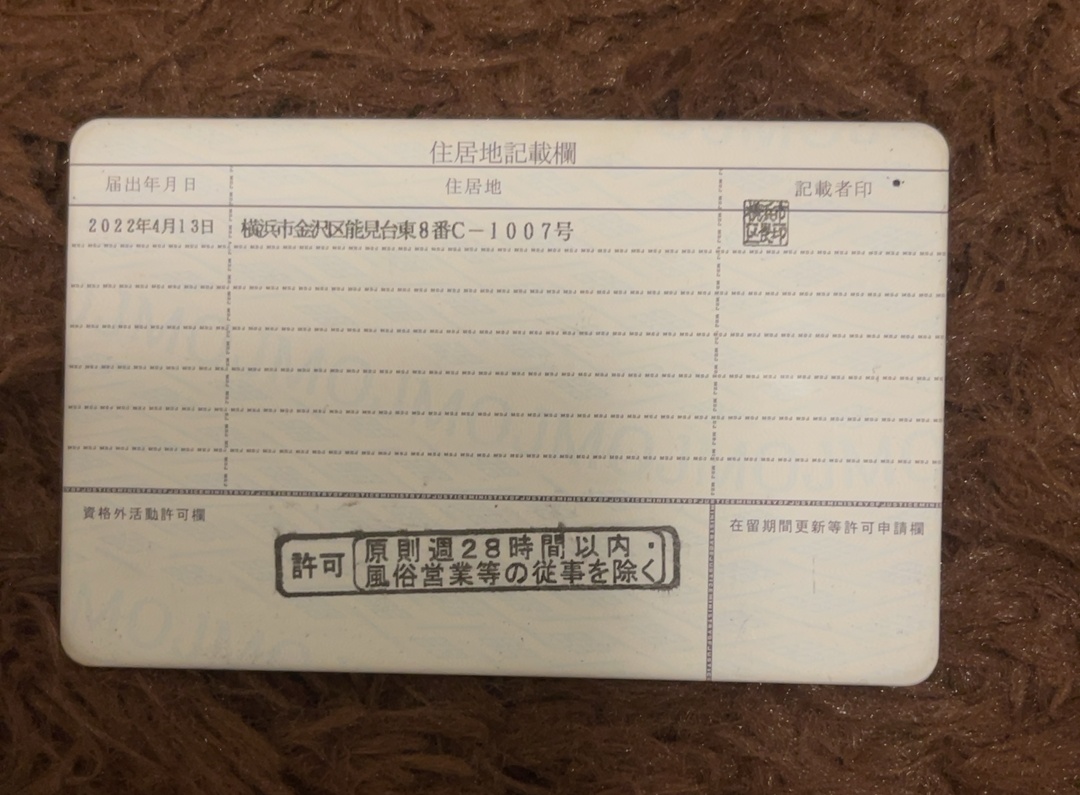 住居地記載欄
届出年月日 住居地 記載者印
2022年4月13日 横浜市金沢区能見台東8番C-1007号 横浜市区長印
資格外活動許可欄
許可 原則週28時間以内・
風俗営業等の従事を除く
在留期間更新等許可申請欄